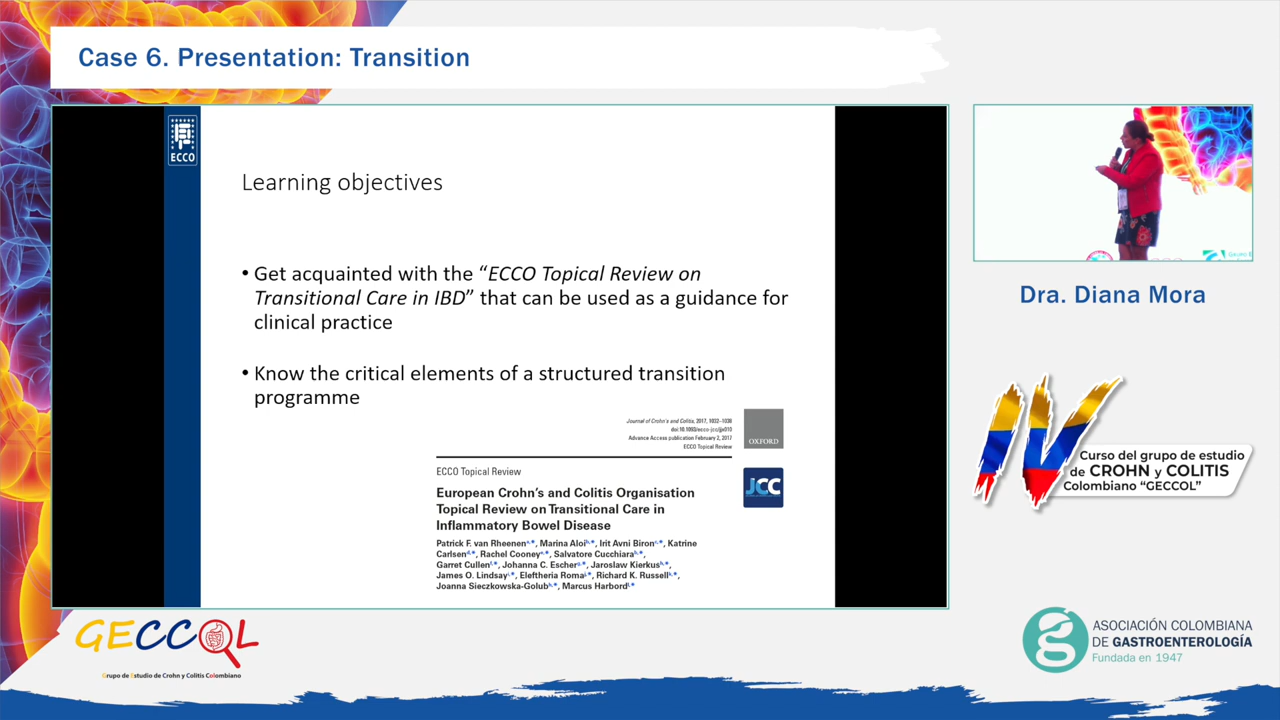 Case 6. Presentation: Transition
ECCO
Learning objectives
• Get acquainted with the “ECCO Topical Review on
Transitional Care in IBD” that can be used as a guidance for
clinical practice
• Know the critical elements of a structured transition
programme
Journal of Crohn's and Colitis, 2017, 1032–1038
Advance Access publication February 2, 2017
ECCO Topical Review
OXFORD
ECCO Topical Review
JCC
European Crohn’s and Colitis Organisation
Topical Review on Transitional Care in
Inflammatory Bowel Disease
Patrick F. van Rheenen, Marina Aloi, Irit Avni Biron, Katrine
Carlsen, Rachel Cooney, Salvatore Cucchiara,
Garret Cullen, Johanna C. Escher, Jaroslaw Kierkus,
James O. Lindsay, Eleftheria Roma, Richard K. Russell,
Joanna Sieczkowska-Golub, Marcus Harbord
Dra. Diana Mora
IV
Curso del grupo de estudio
de CROHN y COLITIS
Colombiano “GECCOL”
GECCOL
Grupo de Estudio de Crohn y Colitis Colombiano
ASOCIACIÓN COLOMBIANA
DE GASTROENTEROLOGÍA
Fundada en 1947